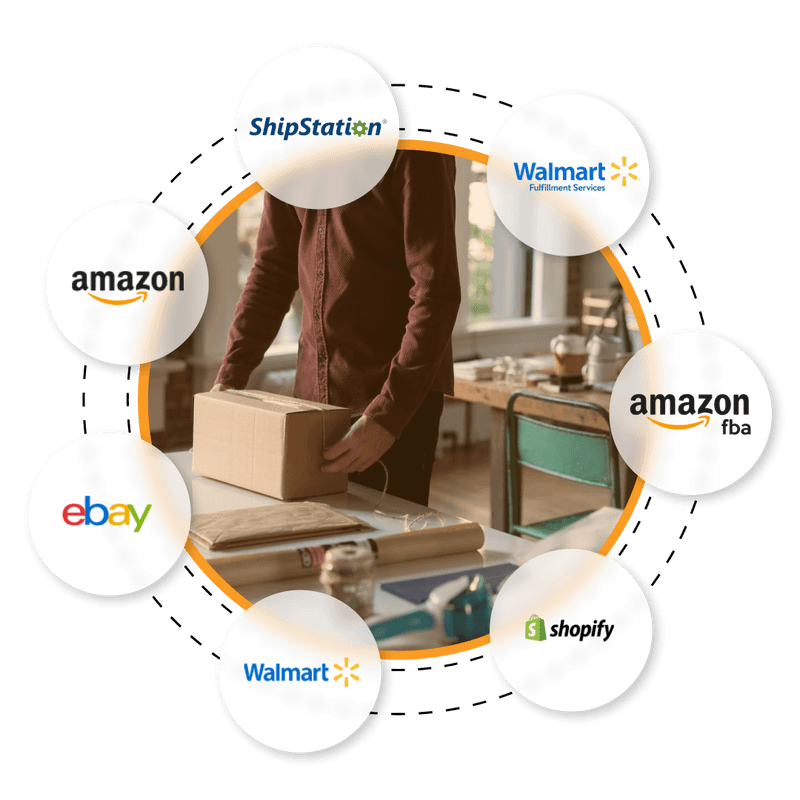 ShipStation®
Walmart
Fulfillment Services
amazon
amazon
fba
ebay
shopify
Walmart